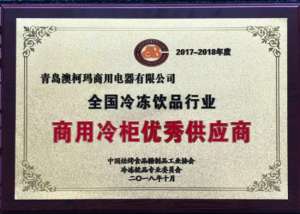 2017-2018年度
青岛澳柯玛商用电器有限公司
全国冷冻饮品行业
商用冷柜优秀供应商
中国焙烤食品糖制品工业协会
冷冻饮品专业委员会
二〇一八年十月